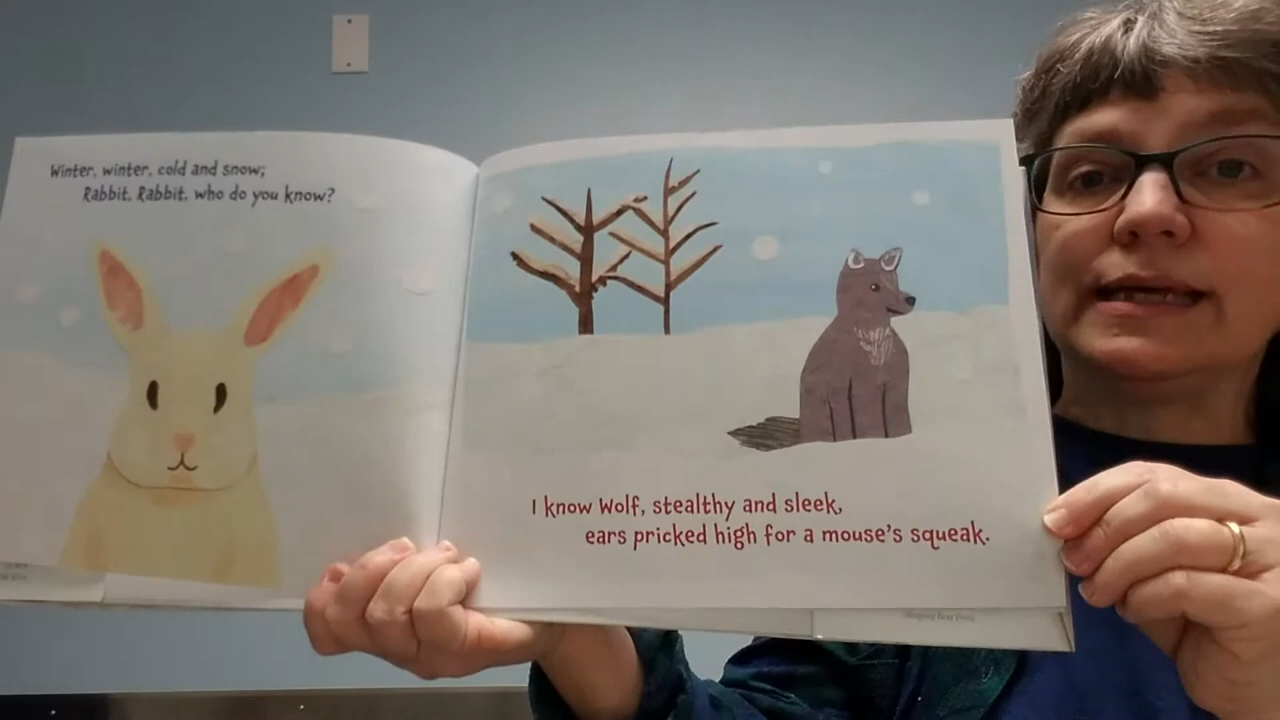 Winter, winter, cold and snow;
Rabbit, Rabbit, who do you know?
I know Wolf, stealthy and sleek,
ears pricked high for a mouse's squeak.